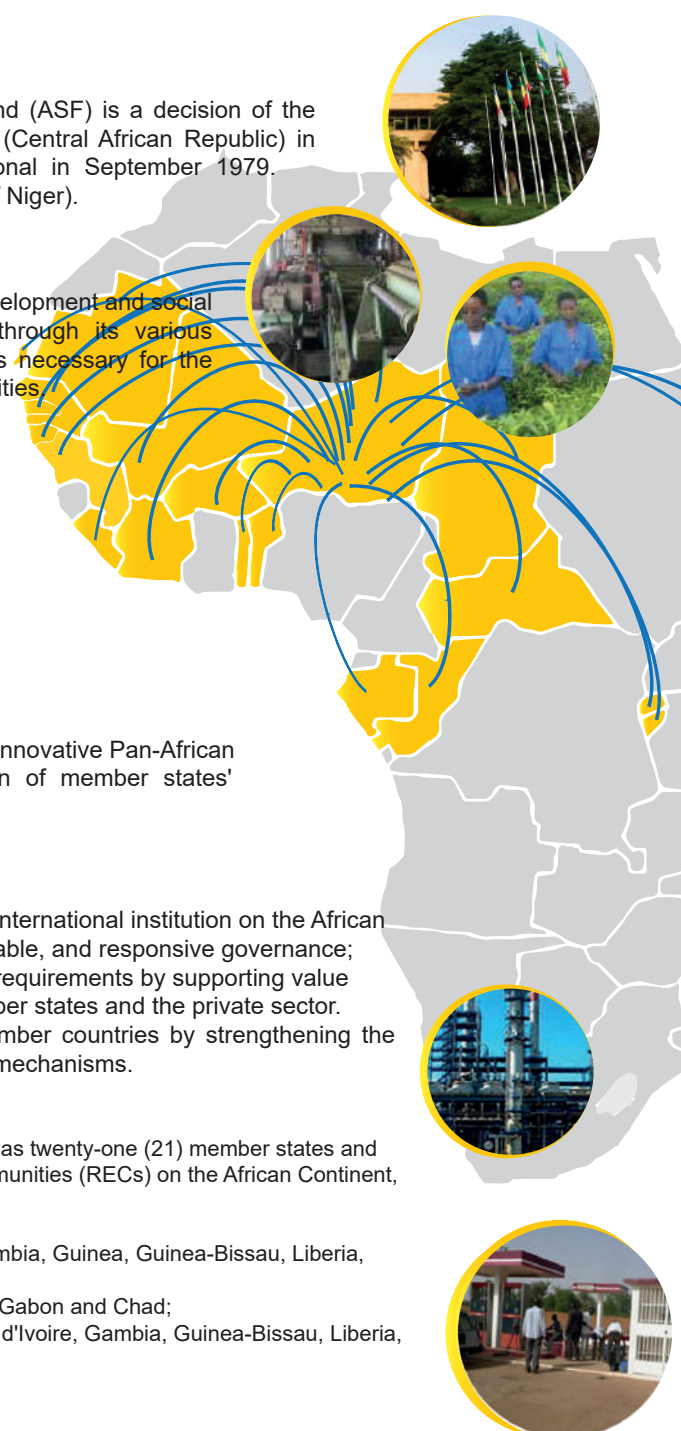 nd (ASF) is a decision of the
(Central African Republic) in
onal in September 1979.
Niger).
elopment and social
through its various
s necessary for the
ities.
nnovative Pan-African
n of member states'
nternational institution on the African
able, and responsive governance;
requirements by supporting value
ber states and the private sector.
mber countries by strengthening the
mechanisms.
as twenty-one (21) member states and
munities (RECs) on the African Continent,
mbia, Guinea, Guinea-Bissau, Liberia,
Gabon and Chad;
d'Ivoire, Gambia, Guinea-Bissau, Liberia,